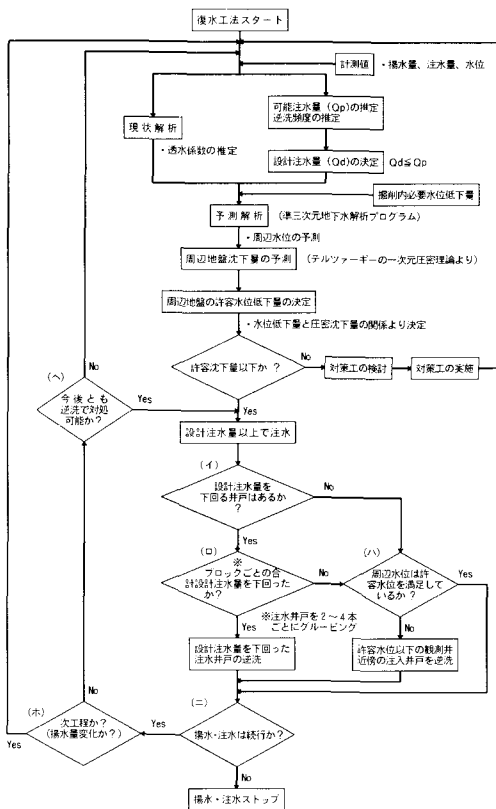 復水工法スタート
計測値 ・揚水量、注水量、水位
可能注水量(Qp)の推定
逆洗頻度の推定
現状解析
・透水係数の推定
設計注水量(Qd)の決定 Qd≦Qp
掘削内必要水位低下量
予測解析 (準三次元地下水解析プログラム)
・周辺水位の予測
周辺地盤沈下量の予測 (テルツァーギーの一次元圧密理論より)
周辺地盤の許容水位低下量の決定
・水位低下量と圧密沈下量の関係より決定
許容沈下量以下か?
No
対策工の検討
対策工の実施
Yes
(ヘ)
No
今後とも
逆洗で対処
可能か?
Yes
設計注水量以上で注水
(イ)
設計注水量を
下回る井戸はあるか
?
No
Yes
(ロ)
※
ブロックごとの合
計設計注水量を下回った
か?
No
(ハ)
周辺水位は許
容水位を満足して
いるか?
Yes
Yes
※注水井戸を2~4本
ごとにグルーピング
No
設計注水量を下回った
注水井戸の逆洗
許容水位以下の観測井
近傍の注入井戸を逆洗
(ニ)
揚水・注水は続行か?
Yes
(ホ)
No
次工程か?
(揚水量変化か?)
Yes
No
揚水・注水ストップ